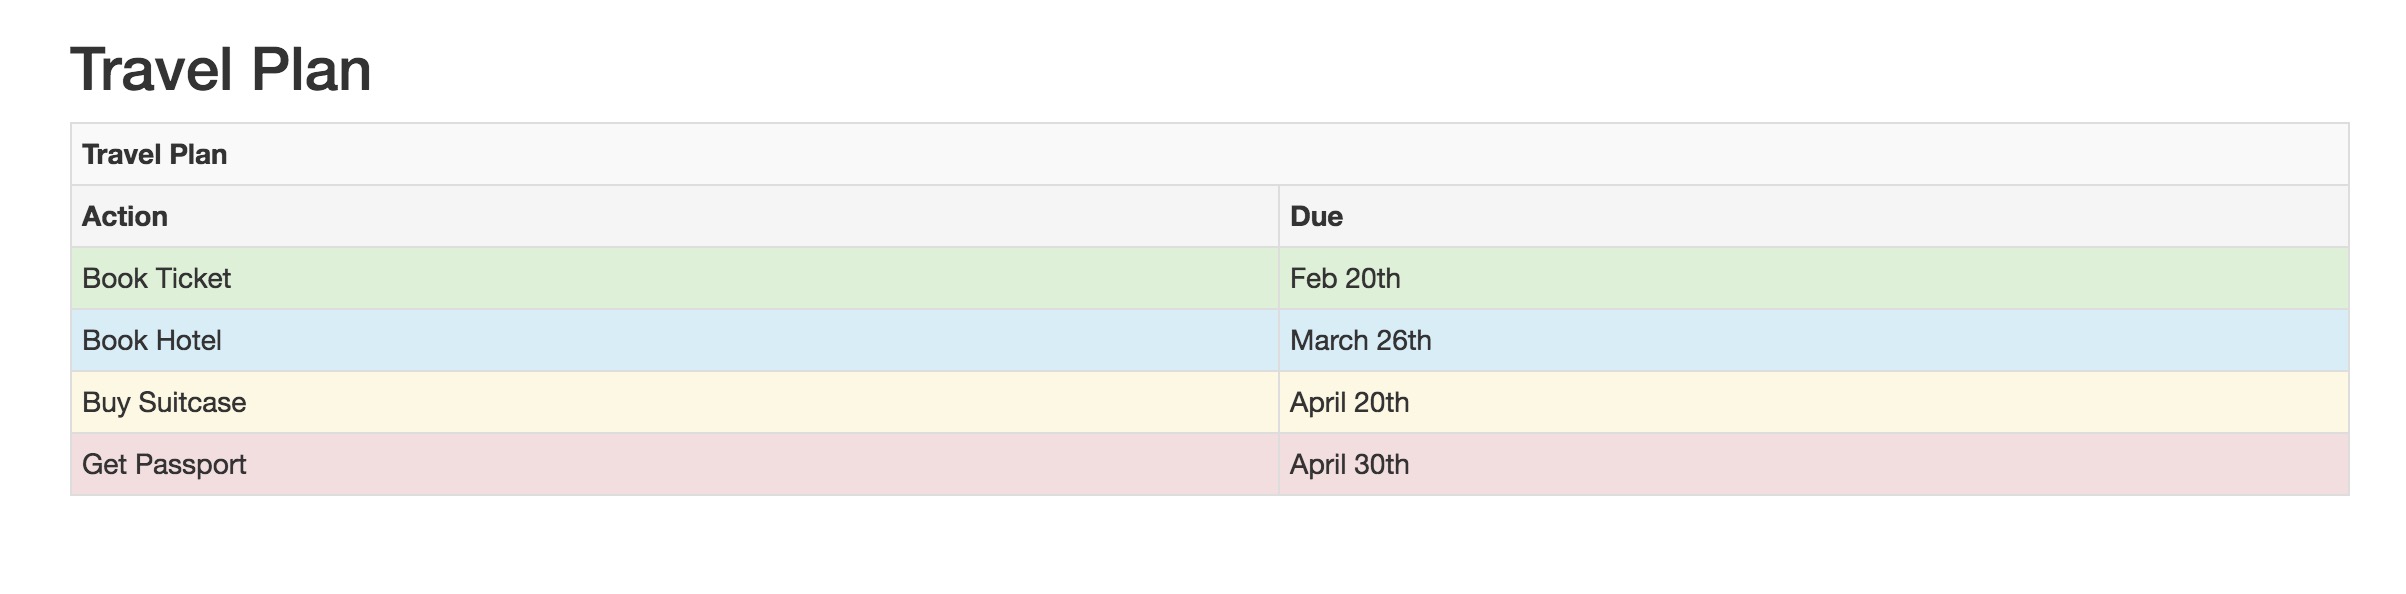 Travel Plan
Travel Plan
Action Due
Book Ticket Feb 20th
Book Hotel March 26th
Buy Suitcase April 20th
Get Passport April 30th